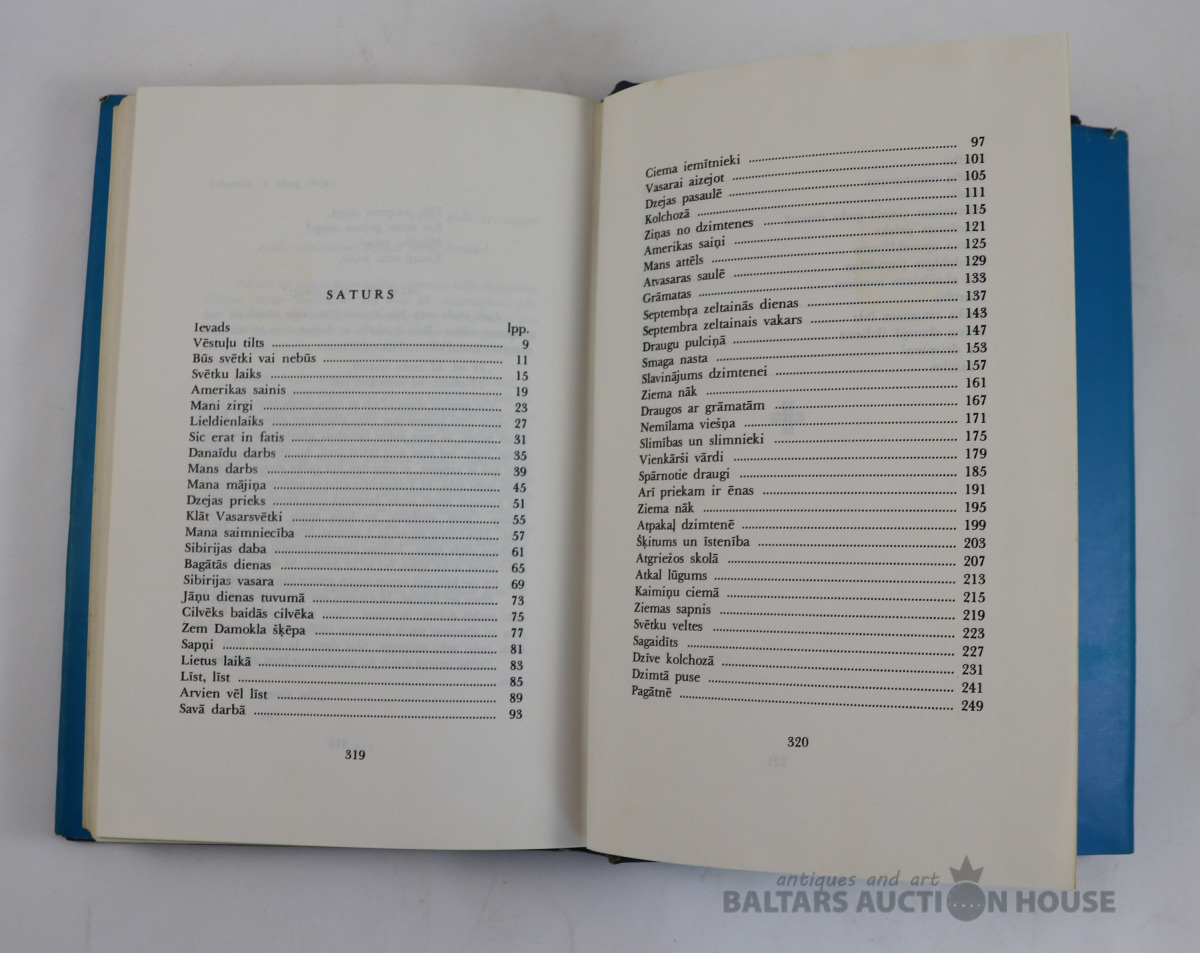 SATURS
Ievads lpp.
Vēstuļu tilts 9
Būs svētki vai nebūs 11
Svētku laiks 15
Amerikas sainis 19
Mani zirgi 23
Lieldienlaiks 27
Sic erat in fatis 31
Danaīdu darbs 35
Mans darbs 39
Mana mājiņa 45
Dzejas prieks 51
Klāt Vasarsvētki 55
Mana saimniecība 57
Sibirijas daba 61
Bagātās dienas 65
Sibirijas vasara 69
Jāņu dienas tuvumā 73
Cilvēks baidās cilvēka 75
Zem Damokla šķēpa 77
Sapņi 81
Lietus laikā 83
Līst, līst 85
Arvien vēl līst 89
Savā darbā 93
319
Ciema iemītnieki 97
Vasarai aizejot 101
Dzejas pasaulē 105
Kolchozā 111
Ziņas no dzimtenes 115
Amerikas saiņi 121
Mans attēls 125
Atvasaras saulē 129
Grāmatas 133
Septembŗa zeltainās dienas 137
Septembŗa zeltainais vakars 143
Draugu pulciņā 147
Smaga nasta 153
Slavinājums dzimtenei 157
Ziema nāk 161
Draugos ar grāmatām 167
Nemīlama viešņa 171
Slimības un slimnieki 175
Vienkārši vārdi 179
Spārnotie draugi 185
Arī priekam ir ēnas 191
Ziema nāk 195
Atpakaļ dzimtenē 199
Šķitums un īstenība 203
Atgriežos skolā 207
Atkal lūgums 213
Kaimiņu ciemā 215
Ziemas sapnis 219
Svētku veltes 223
Sagaidīts 227
Dzīve kolchozā 231
Dzimtā puse 241
Pagātnē 249
320
antiques and art
BALTARS AUCTION HOUSE